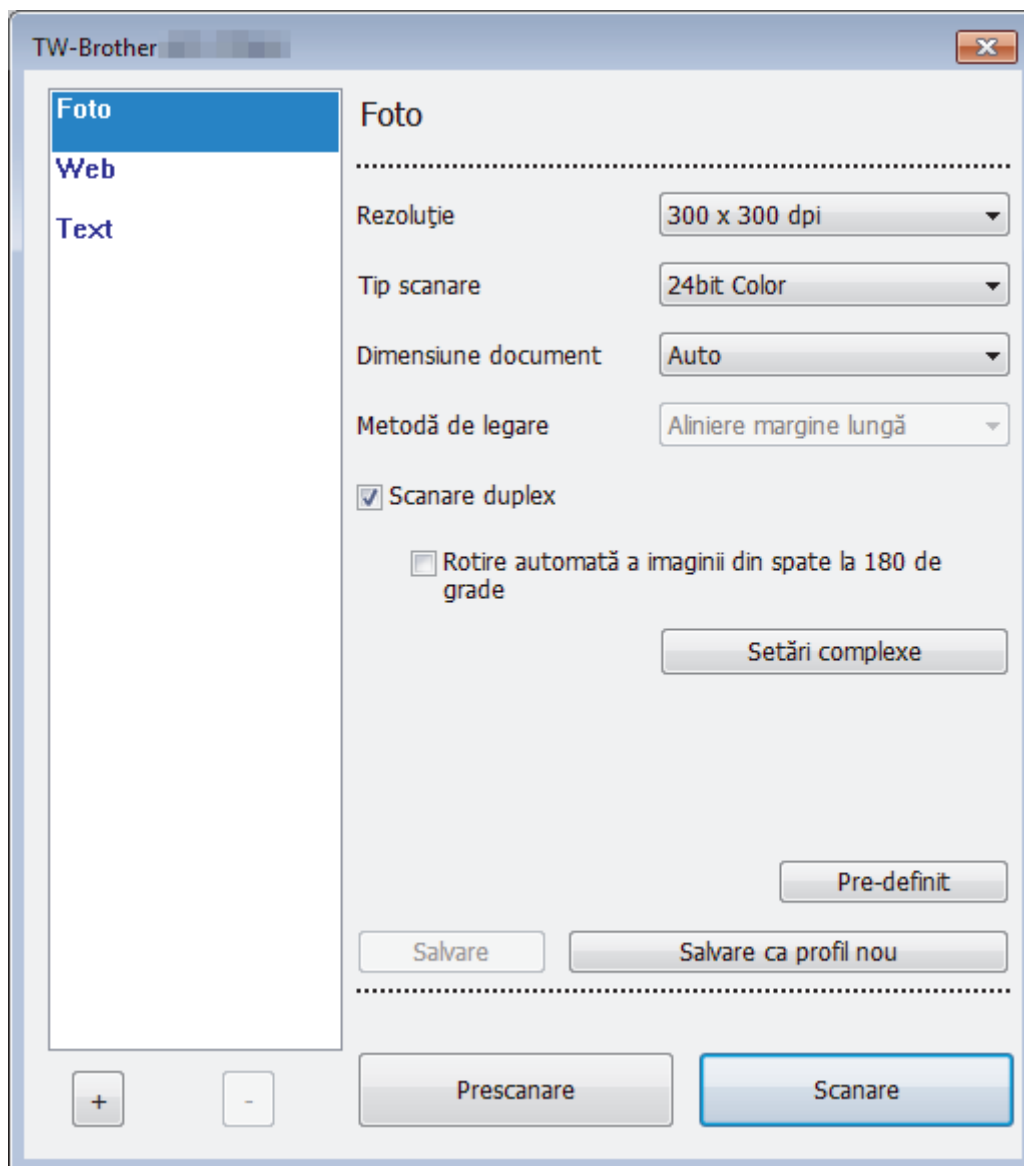 TW-Brother
Foto
Web
Text
Foto
Rezoluție
300 x 300 dpi
Tip scanare
24bit Color
Dimensiune document
Auto
Metodă de legare
Aliniere margine lungă
Scanare duplex
Rotire automată a imaginii din spate la 180 de
grade
Setări complexe
Pre-definit
Salvare
Salvare ca profil nou
+
-
Prescanare
Scanare